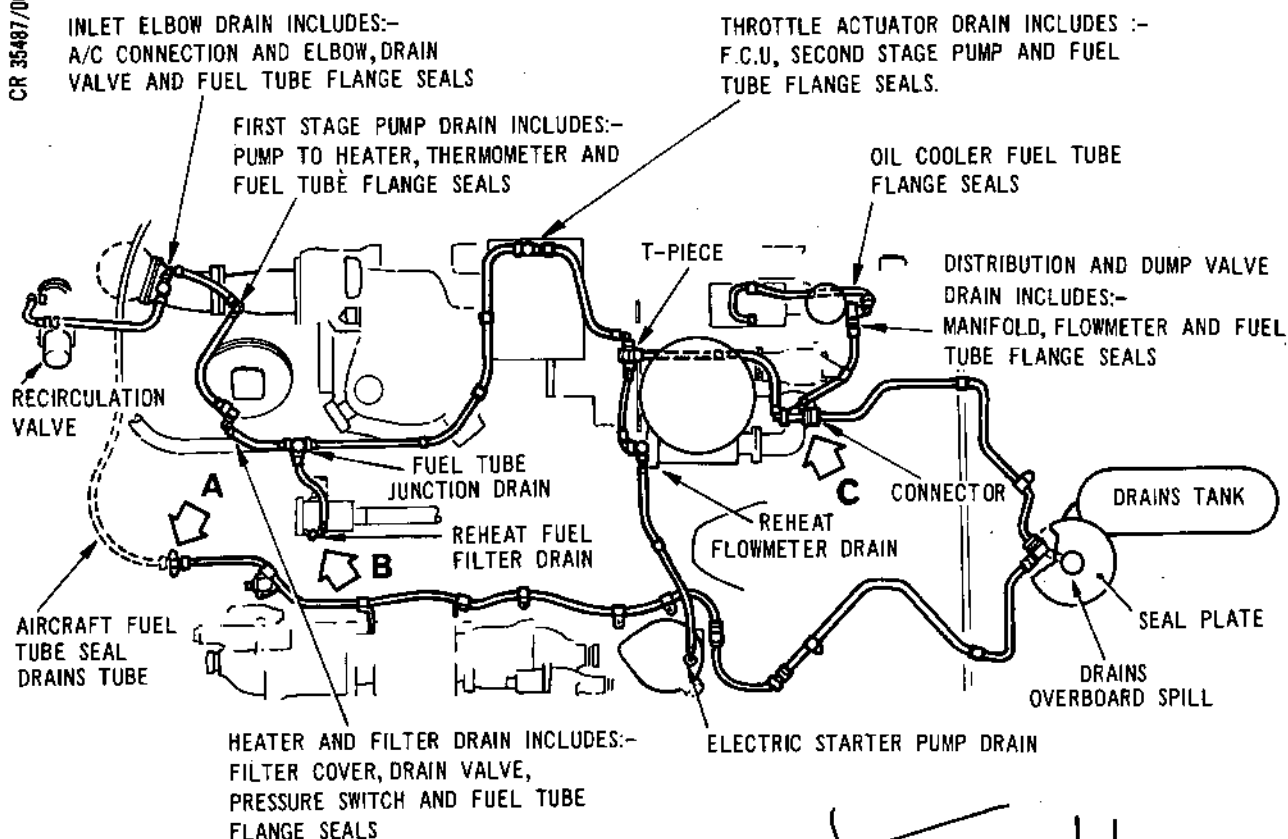 CR 35487/0
INLET ELBOW DRAIN INCLUDES:-
A/C CONNECTION AND ELBOW, DRAIN
VALVE AND FUEL TUBE FLANGE SEALS
THROTTLE ACTUATOR DRAIN INCLUDES :-
F.C.U, SECOND STAGE PUMP AND FUEL
TUBE FLANGE SEALS.
FIRST STAGE PUMP DRAIN INCLUDES:-
PUMP TO HEATER, THERMOMETER AND
FUEL TUBE FLANGE SEALS
OIL COOLER FUEL TUBE
FLANGE SEALS
T-PIECE
DISTRIBUTION AND DUMP VALVE
DRAIN INCLUDES:-
MANIFOLD, FLOWMETER AND FUEL
TUBE FLANGE SEALS
RECIRCULATION
VALVE
A
FUEL TUBE
JUNCTION DRAIN
C
CONNECTOR
DRAINS TANK
REHEAT FUEL
FILTER DRAIN
B
REHEAT
FLOWMETER DRAIN
AIRCRAFT FUEL
TUBE SEAL
DRAINS TUBE
SEAL PLATE
DRAINS
OVERBOARD SPILL
HEATER AND FILTER DRAIN INCLUDES:-
FILTER COVER, DRAIN VALVE,
PRESSURE SWITCH AND FUEL TUBE
FLANGE SEALS
ELECTRIC STARTER PUMP DRAIN